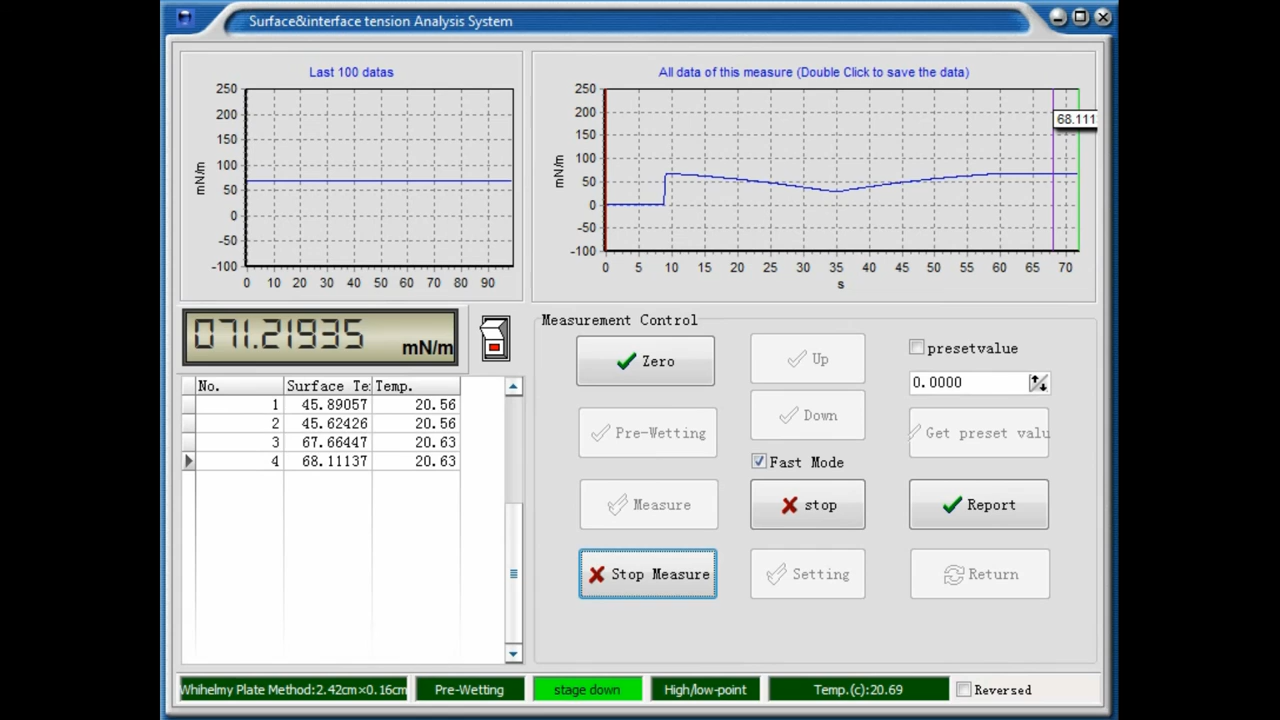 Surface&interface tension Analysis System
Last 100 datas
250
200
150
100
50
0
-50
-100
mN/m
0 10 20 30 40 50 60 70 80 90
All data of this measure (Double Click to save the data)
250
200
150
100
50
0
-50
-100
mN/m
68.111
0 5 10 15 20 25 30 35 40 45 50 55 60 65 70
s
071.21935 mN/m
No. Surface Te Temp.
1 45.89057 20.56
2 45.62426 20.56
3 67.66447 20.63
4 68.11137 20.63
Measurement Control
Zero
Up
presetvalue
0.0000
Pre-Wetting
Down
Get preset valu
Fast Mode
Measure
stop
Report
Stop Measure
Setting
Return
Whihelmy Plate Method:2.42cm×0.16cm
Pre-Wetting
stage down
High/low-point
Temp.(c):20.69
Reversed